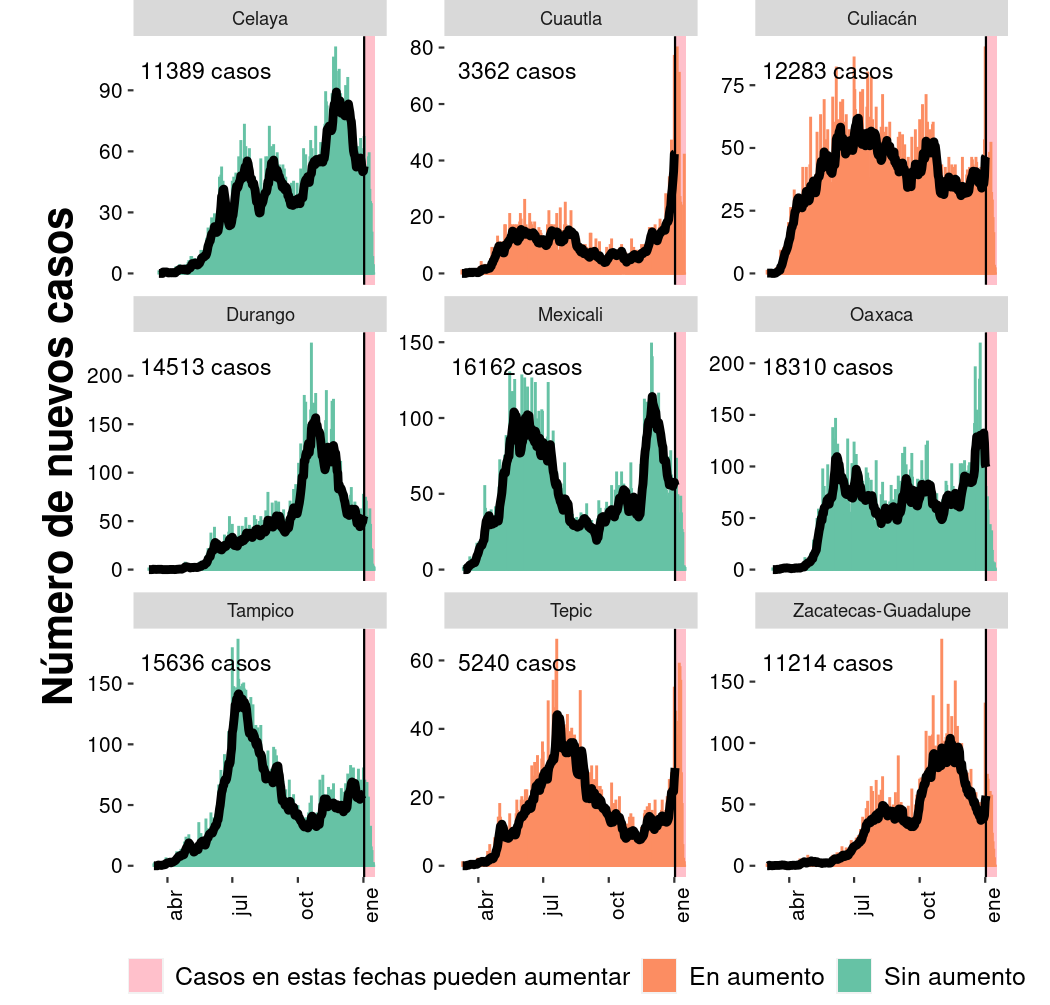 Número de nuevos casos
Celaya
11389 casos
90
60
30
0
Cuautla
3362 casos
80
60
40
20
0
Culiacán
12283 casos
75
50
25
0
Durango
14513 casos
200
150
100
50
0
Mexicali
16162 casos
150
100
50
0
Oaxaca
18310 casos
200
150
100
50
0
Tampico
15636 casos
150
100
50
0
abr jul oct ene
Tepic
5240 casos
60
40
20
0
abr jul oct ene
Zacatecas-Guadalupe
11214 casos
150
100
50
0
abr jul oct ene
Casos en estas fechas pueden aumentar En aumento Sin aumento